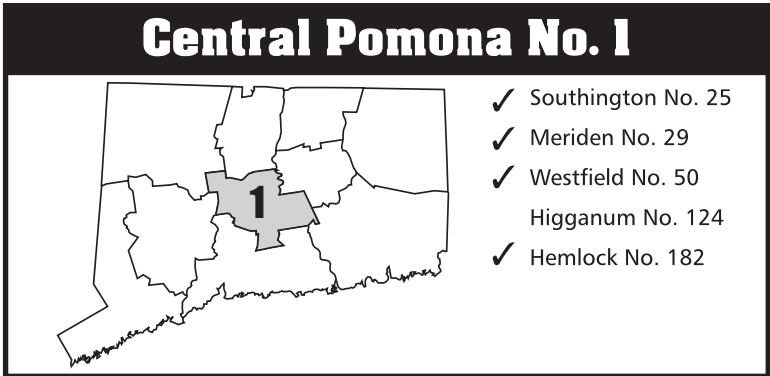 Central Pomona No. 1
1
✓ Southington No. 25
✓ Meriden No. 29
✓ Westfield No. 50
Higganum No. 124
✓ Hemlock No. 182